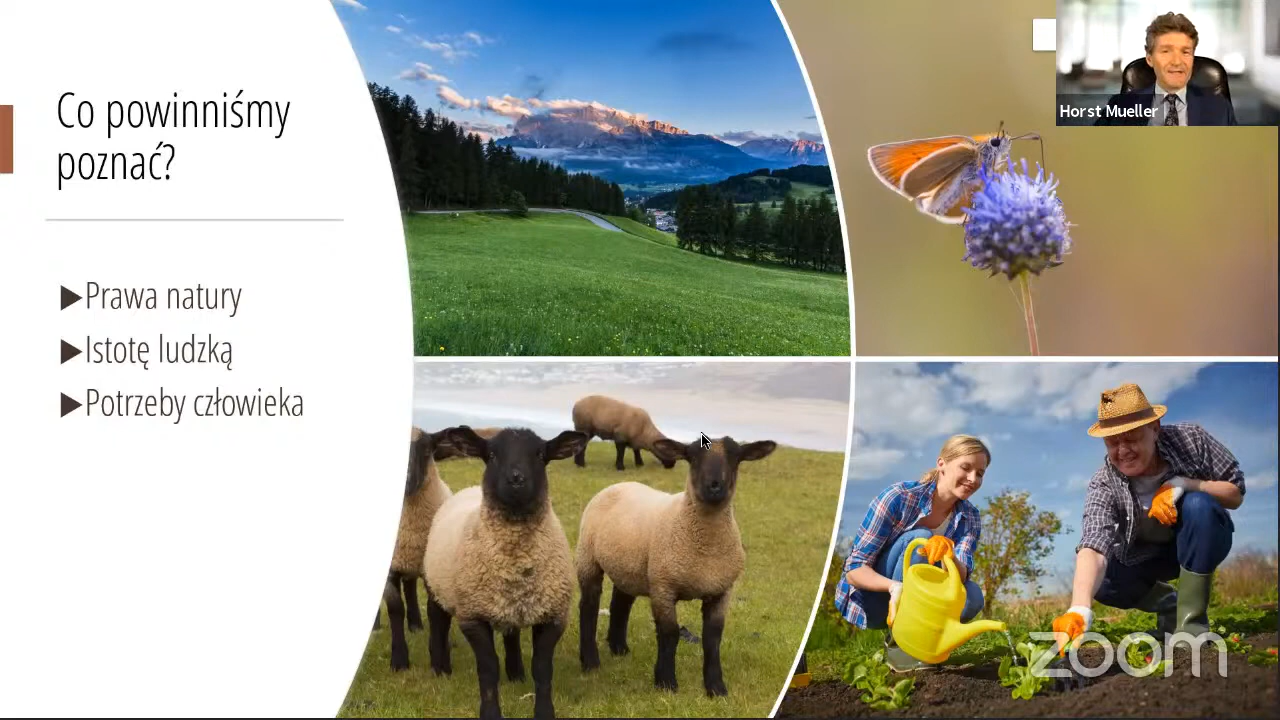 Co powinniśmy
poznać?
▶Prawa natury
▶Istotę ludzką
▶Potrzeby człowieka
Horst Mueller
zoom